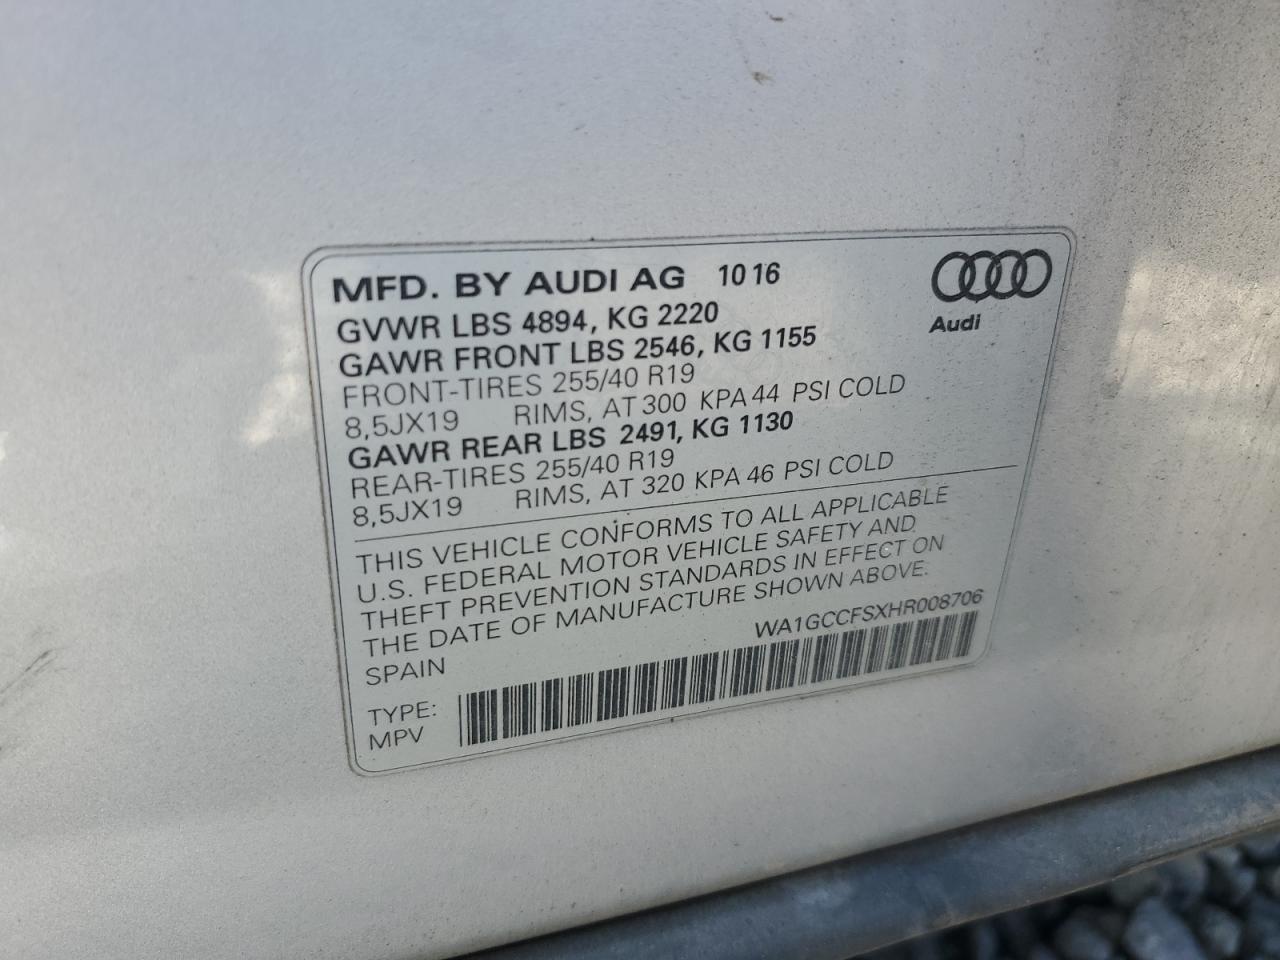 MFD. BY AUDI AG 10 16
GVWR LBS 4894, KG 2220
GAWR FRONT LBS 2546, KG 1155
FRONT-TIRES 255/40 R19
8,5JX19 RIMS, AT 300 KPA 44 PSI COLD
GAWR REAR LBS 2491, KG 1130
REAR-TIRES 255/40 R19
8,5JX19 RIMS, AT 320 KPA 46 PSI COLD
Audi
THIS VEHICLE CONFORMS TO ALL APPLICABLE
U.S. FEDERAL MOTOR VEHICLE SAFETY AND
THEFT PREVENTION STANDARDS IN EFFECT ON
THE DATE OF MANUFACTURE SHOWN ABOVE.
SPAIN
WA1GCCFSXHR008706
TYPE:
MPV